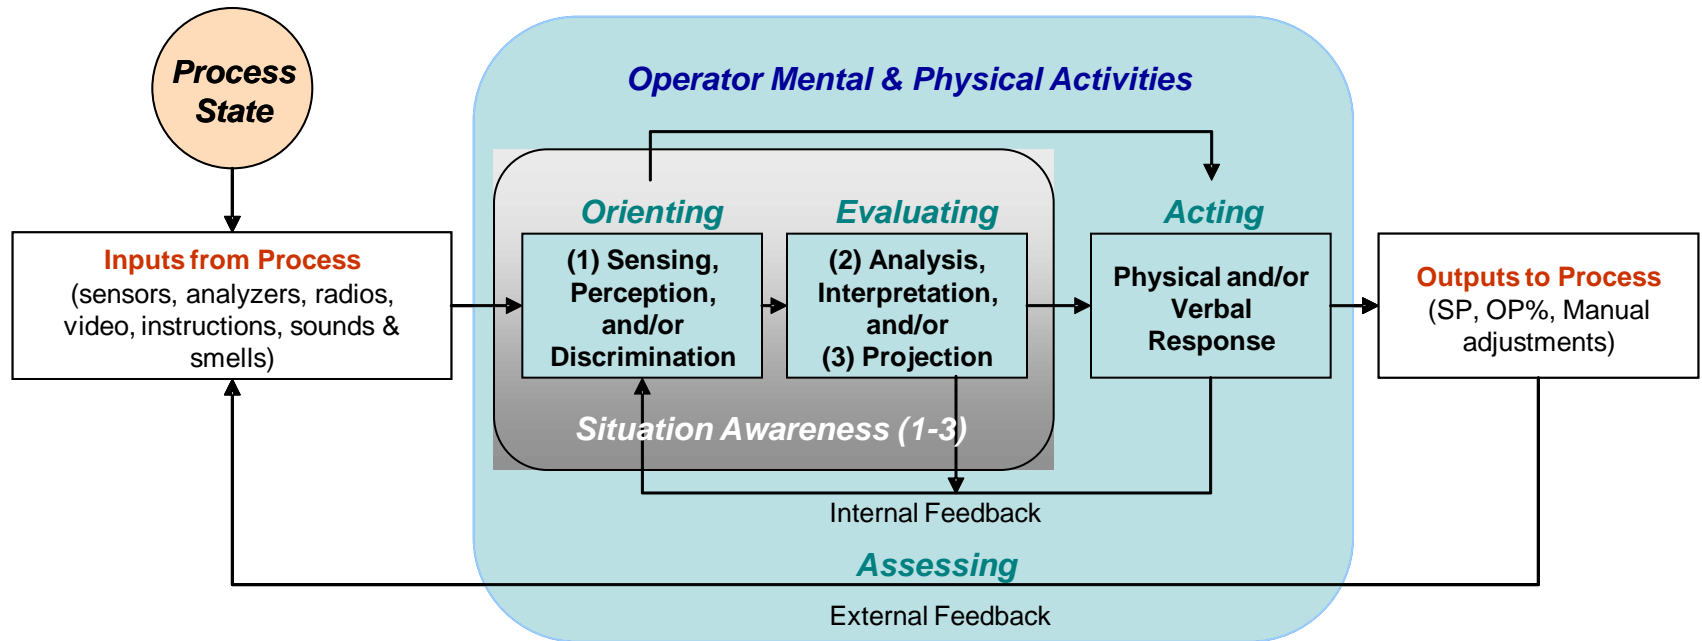 Process
State
Operator Mental & Physical Activities
Orienting
Evaluating
Acting
Inputs from Process
(sensors, analyzers, radios,
video, instructions, sounds &
smells)
(1) Sensing,
Perception,
and/or
Discrimination
(2) Analysis,
Interpretation,
and/or
(3) Projection
Physical and/or
Verbal
Response
Outputs to Process
(SP, OP%, Manual
adjustments)
Situation Awareness (1-3)
Internal Feedback
Assessing
External Feedback